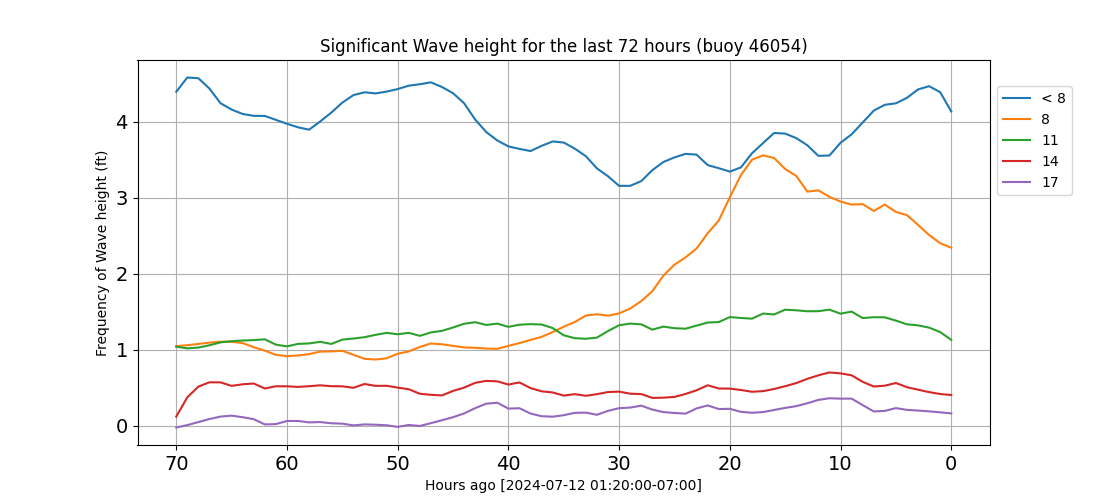 Significant Wave height for the last 72 hours (buoy 46054)
Frequency of Wave height (ft)
4
3
2
1
0
70 60 50 40 30 20 10 0
Hours ago [2024-07-12 01:20:00-07:00]
< 8
8
11
14
17